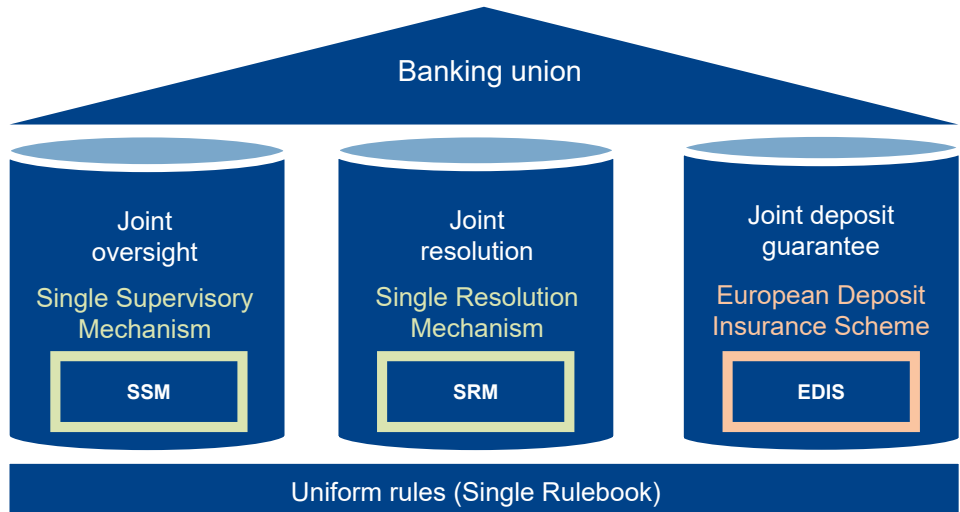 Banking union
Joint
oversight
Single Supervisory
Mechanism
SSM
Joint
resolution
Single Resolution
Mechanism
SRM
Joint deposit
guarantee
European Deposit
Insurance Scheme
EDIS
Uniform rules (Single Rulebook)